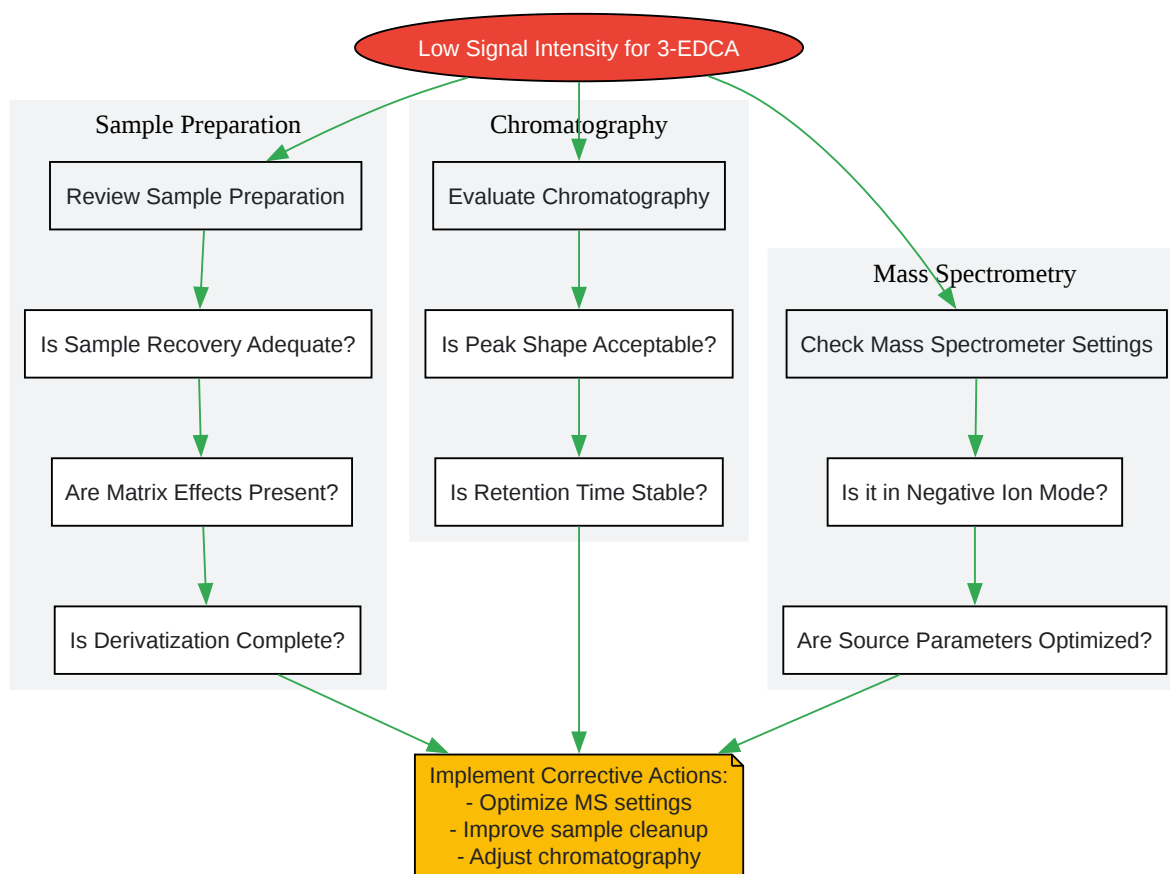 Low Signal Intensity for 3-EDCA
Sample Preparation
Review Sample Preparation
Is Sample Recovery Adequate?
Are Matrix Effects Present?
Is Derivatization Complete?
Chromatography
Evaluate Chromatography
Is Peak Shape Acceptable?
Is Retention Time Stable?
Mass Spectrometry
Check Mass Spectrometer Settings
Is it in Negative Ion Mode?
Are Source Parameters Optimized?
Implement Corrective Actions:
- Optimize MS settings
- Improve sample cleanup
- Adjust chromatography